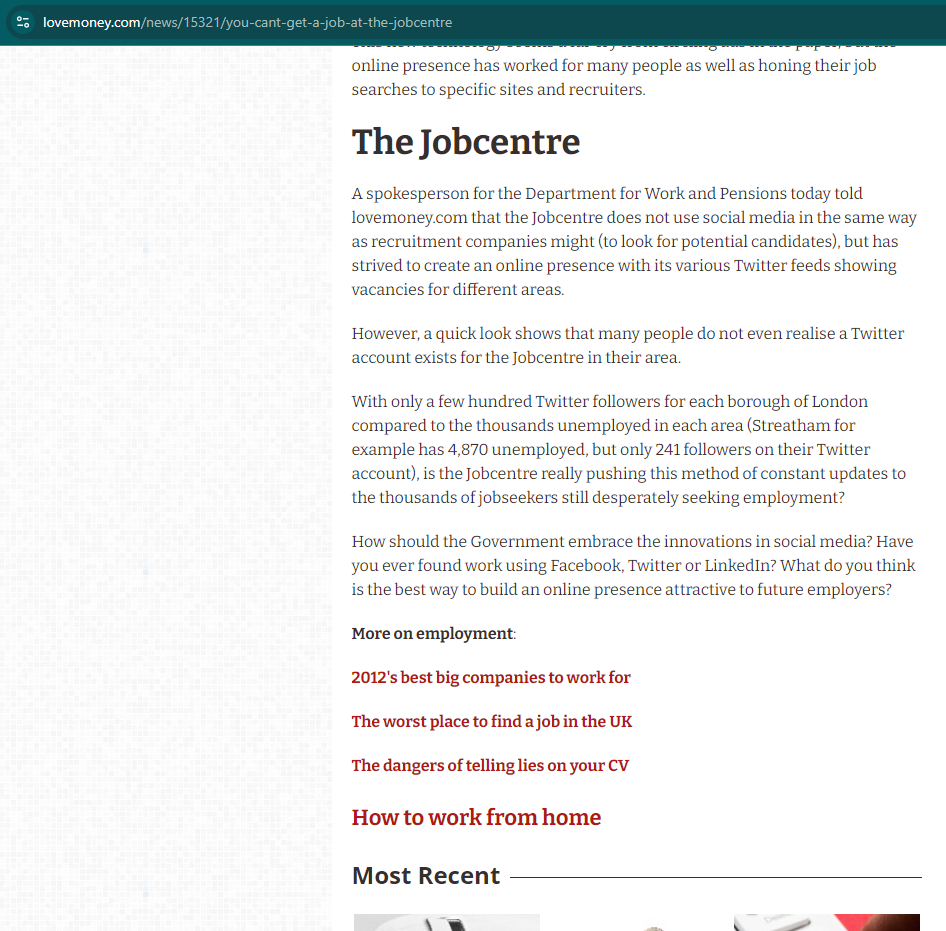 lovemoney.com/news/15321/you-cant-get-a-job-at-the-jobcentre
online presence has worked for many people as well as honing their job
searches to specific sites and recruiters.
The Jobcentre
A spokesperson for the Department for Work and Pensions today told
lovemoney.com that the Jobcentre does not use social media in the same way
as recruitment companies might (to look for potential candidates), but has
strived to create an online presence with its various Twitter feeds showing
vacancies for different areas.
However, a quick look shows that many people do not even realise a Twitter
account exists for the Jobcentre in their area.
With only a few hundred Twitter followers for each borough of London
compared to the thousands unemployed in each area (Streatham for
example has 4,870 unemployed, but only 241 followers on their Twitter
account), is the Jobcentre really pushing this method of constant updates to
the thousands of jobseekers still desperately seeking employment?
How should the Government embrace the innovations in social media? Have
you ever found work using Facebook, Twitter or LinkedIn? What do you think
is the best way to build an online presence attractive to future employers?
More on employment:
2012's best big companies to work for
The worst place to find a job in the UK
The dangers of telling lies on your CV
How to work from home
Most Recent